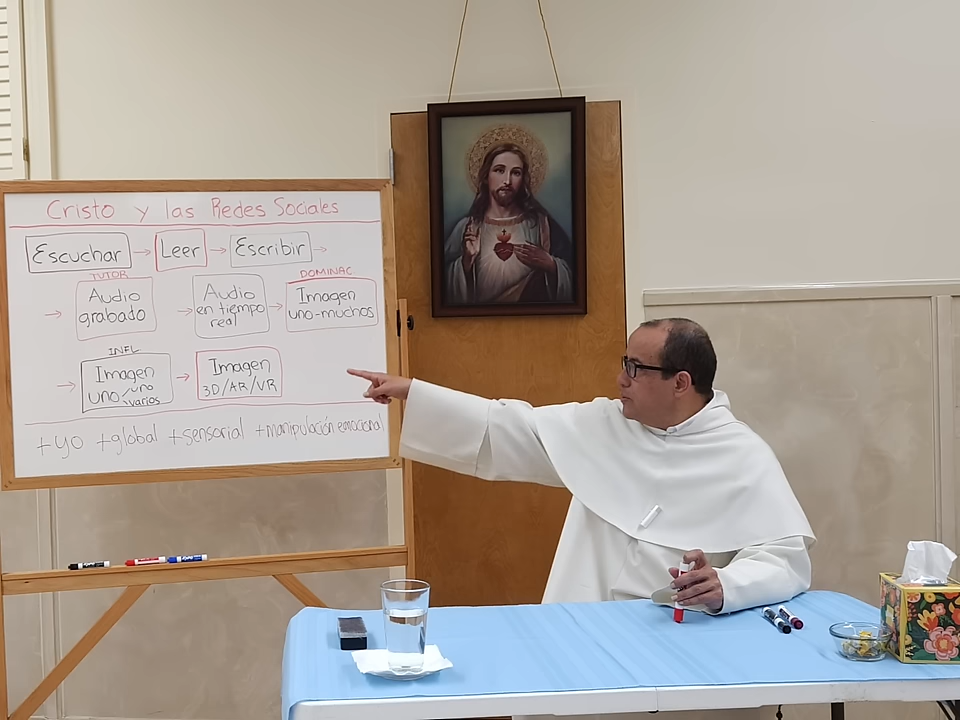 Cristo y las Redes Sociales
Escuchar → Leer → Escribir →
TUTOR
→ Audio grabado
→ Audio en tiempo real
DOMINAC
→ Imagen uno-muchos
INFL
→ Imagen uno/uno varios
→ Imagen 3D/AR/VR
+yo +global +sensorial +manipulación emocional